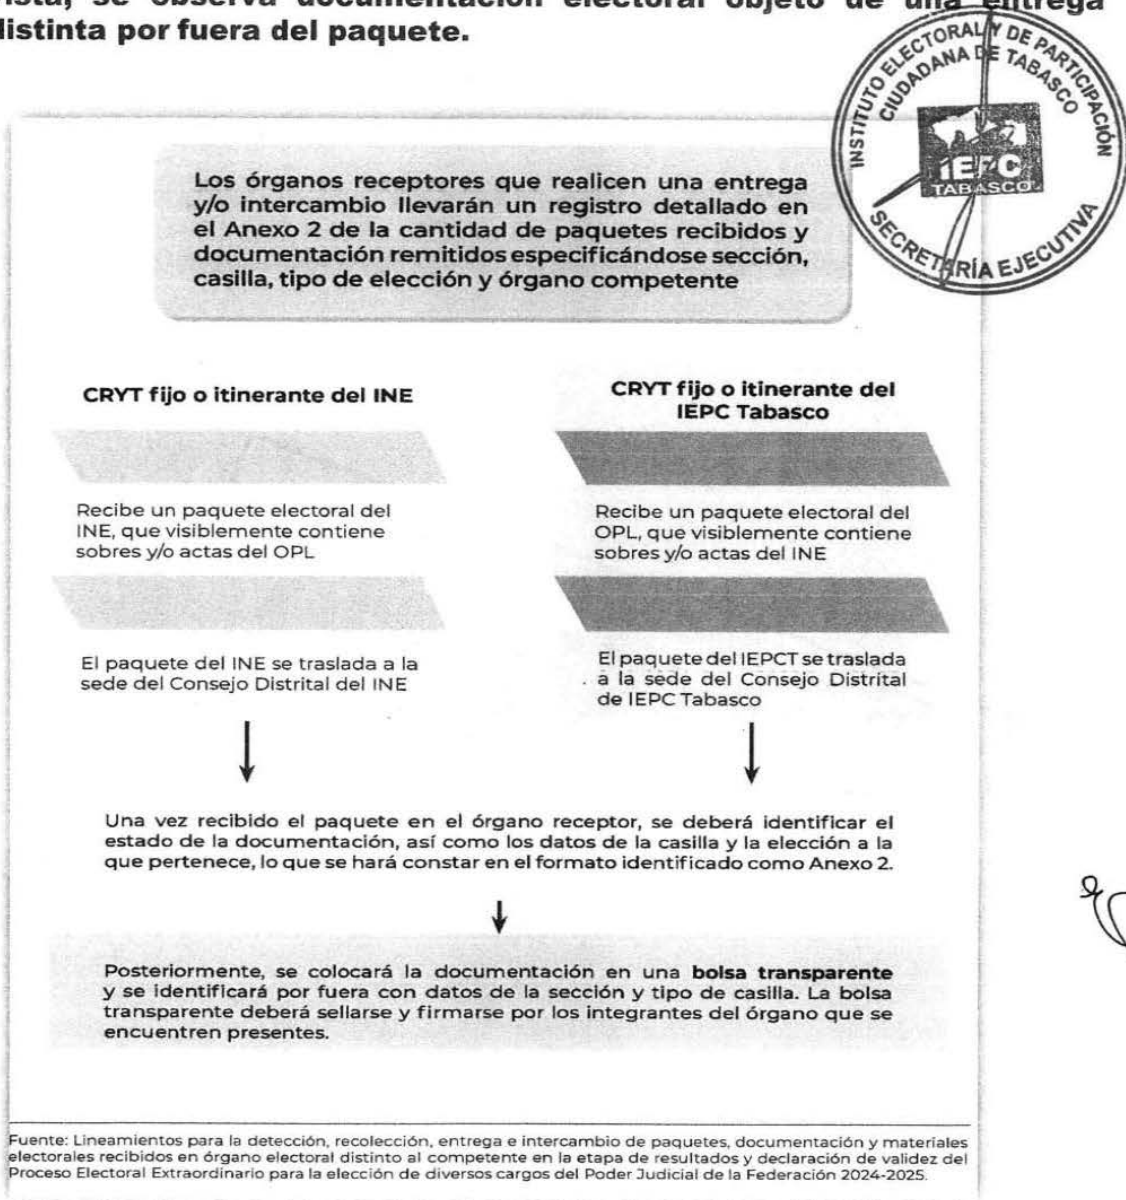 vista, se observa documentación electoral objeto de una entrega
distinta por fuera del paquete.
INSTITUTO ELECTORAL Y DE PARTICIPACIÓN
CIUDADANA DE TABASCO
IEPC
TABASCO
SECRETARÍA EJECUTIVA
Los órganos receptores que realicen una entrega
y/o intercambio llevarán un registro detallado en
el Anexo 2 de la cantidad de paquetes recibidos y
documentación remitidos especificándose sección,
casilla, tipo de elección y órgano competente
CRYT fijo o itinerante del INE
Recibe un paquete electoral del
INE, que visiblemente contiene
sobres y/o actas del OPL
El paquete del INE se traslada a la
sede del Consejo Distrital del INE
CRYT fijo o itinerante del
IEPC Tabasco
Recibe un paquete electoral del
OPL, que visiblemente contiene
sobres y/o actas del INE
El paquete del IEPCT se traslada
a la sede del Consejo Distrital
de IEPC Tabasco
Una vez recibido el paquete en el órgano receptor, se deberá identificar el
estado de la documentación, así como los datos de la casilla y la elección a la
que pertenece, lo que se hará constar en el formato identificado como Anexo 2.
Posteriormente, se colocará la documentación en una bolsa transparente
y se identificará por fuera con datos de la sección y tipo de casilla. La bolsa
transparente deberá sellarse y firmarse por los integrantes del órgano que se
encuentren presentes.
Fuente: Lineamientos para la detección, recolección, entrega e intercambio de paquetes, documentación y materiales
electorales recibidos en órgano electoral distinto al competente en la etapa de resultados y declaración de validez del
Proceso Electoral Extraordinario para la elección de diversos cargos del Poder Judicial de la Federación 2024-2025.